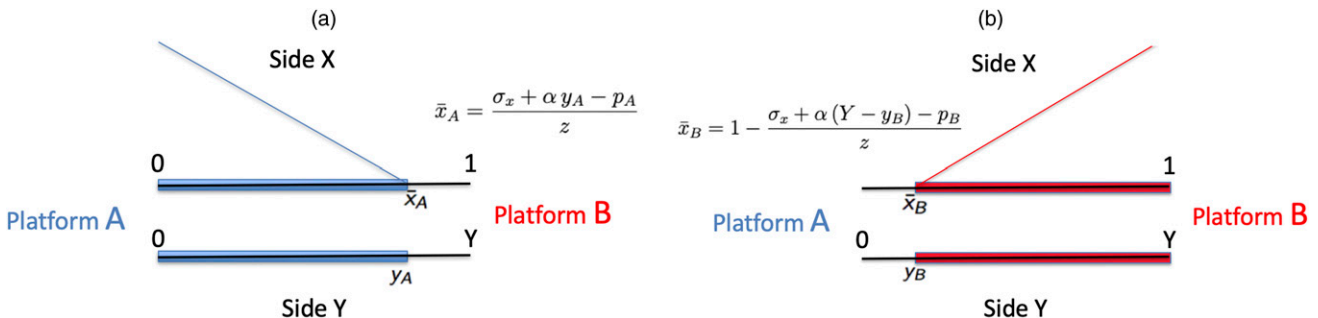 (a)
Side X
x̄_A = (σ_x + α y_A − p_A) / z
0 1
x̄_A
Platform A Platform B
0 Y
y_A
Side Y
(b)
Side X
x̄_B = 1 − (σ_x + α (Y − y_B) − p_B) / z
1
x̄_B
Platform A Platform B
0 Y
y_B
Side Y